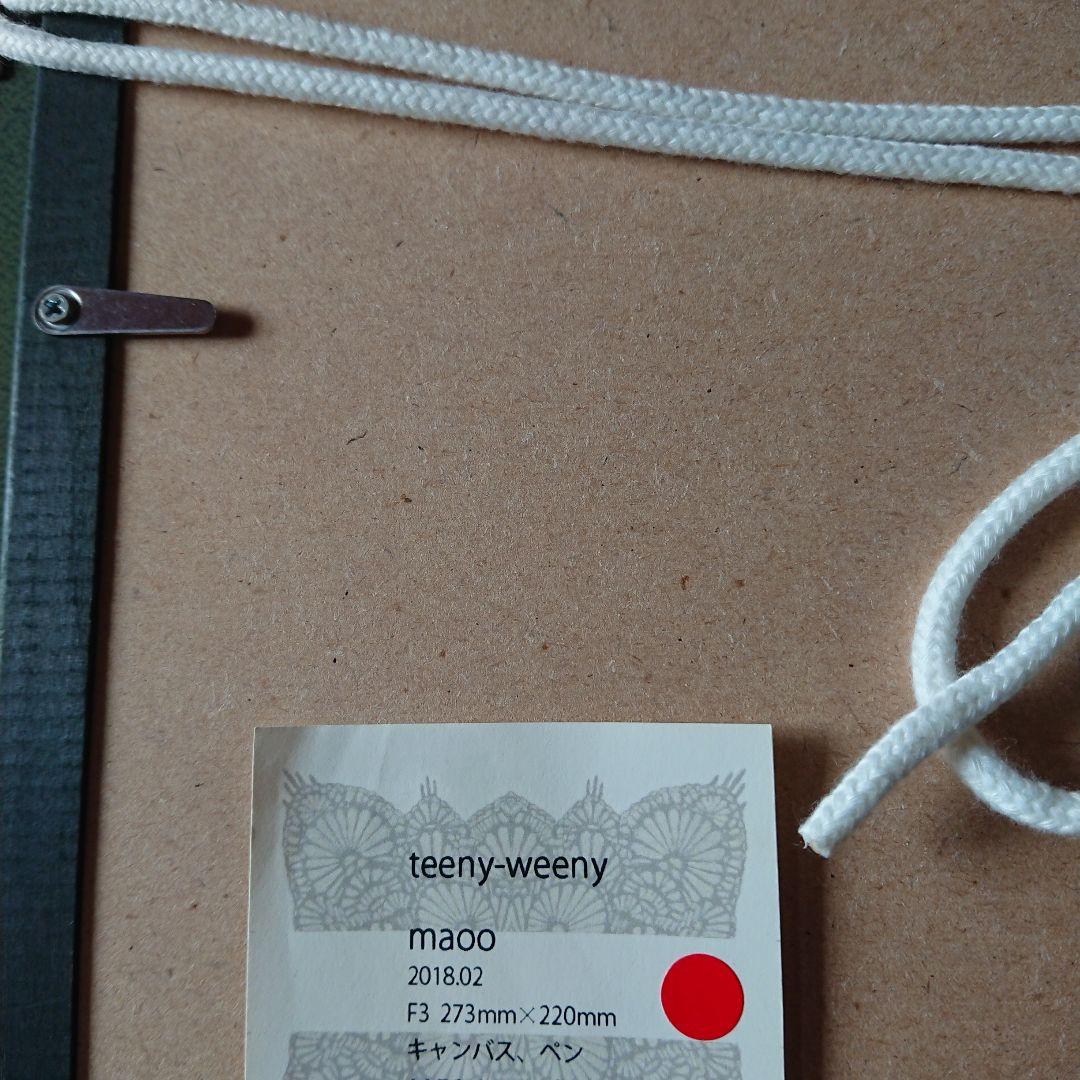 teeny-weeny
maoo
2018.02
F3 273mm×220mm
キャンバス、ペン